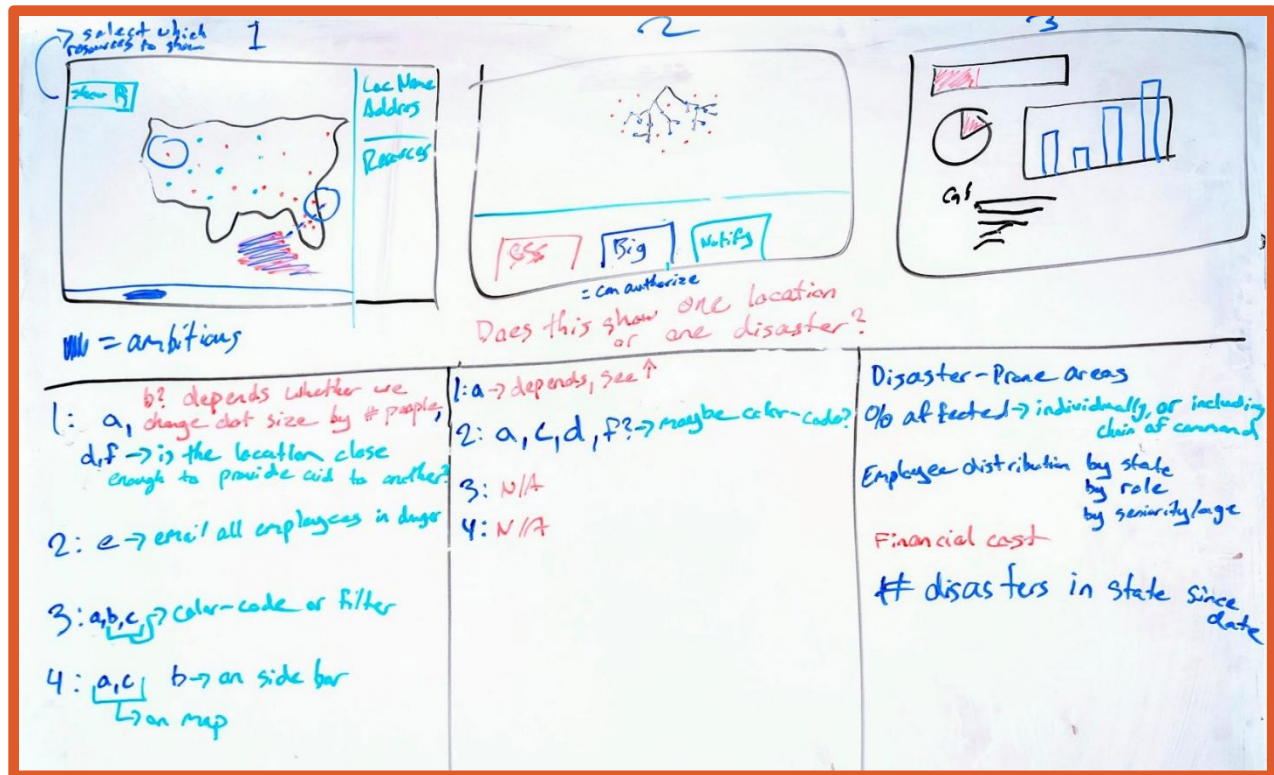 → select which
resources to show
1
2
3
Show
Loc Name
Address
Resources
= ambitious
SSS
Big
Notify
= can authorize
Does this show one location
or one disaster?
b? depends whether we
1: a, change dot size by # people,
d,f → is the location close
enough to provide aid to another?
2: e → email all employees in danger
3: a,b,c, → color-code or filter
4: a,c b → on side bar
↳ on map
1: a → depends, see ↑
2: a, c, d, f? → maybe color-code?
3: N/A
4: N/A
Disaster-Prone areas
% affected → individually, or including
chain of command
Employee distribution by state
by role
by seniority/age
Financial cost
# disasters in state since
date